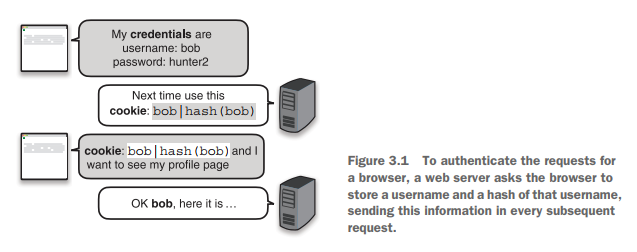 My credentials are
username: bob
password: hunter2
Next time use this
cookie: bob|hash(bob)
cookie: bob|hash(bob) and I
want to see my profile page
OK bob, here it is ...
Figure 3.1 To authenticate the requests for
a browser, a web server asks the browser to
store a username and a hash of that username,
sending this information in every subsequent
request.